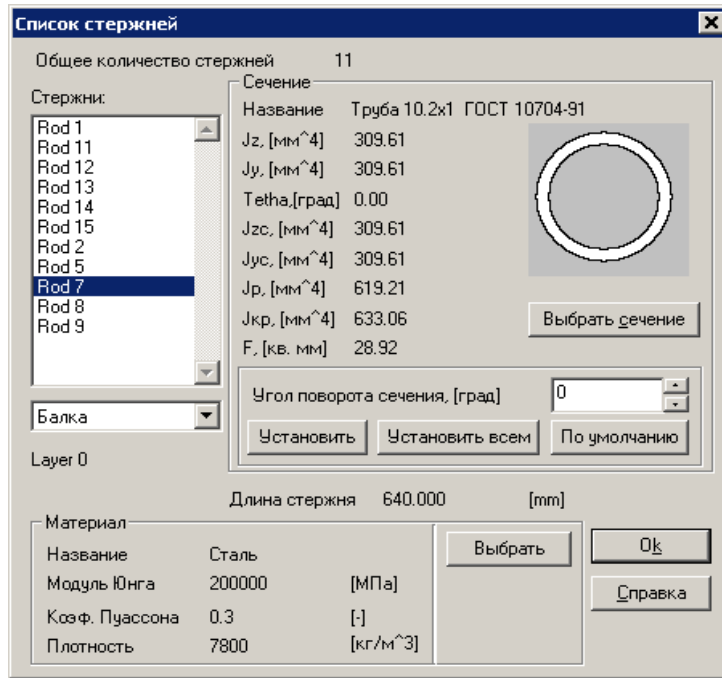 Список стержней
Общее количество стержней 11
Стержни:
Rod 1
Rod 11
Rod 12
Rod 13
Rod 14
Rod 15
Rod 2
Rod 5
Rod 7
Rod 8
Rod 9
Балка
Layer 0
Сечение
Название Труба 10.2x1 ГОСТ 10704-91
Jz, [мм^4] 309.61
Jy, [мм^4] 309.61
Tetha,[град] 0.00
Jzc, [мм^4] 309.61
Jyc, [мм^4] 309.61
Jp, [мм^4] 619.21
Jкр, [мм^4] 633.06
F, [кв. мм] 28.92
Выбрать сечение
Угол поворота сечения, [град] 0
Установить Установить всем По умолчанию
Длина стержня 640.000 [mm]
Материал
Название Сталь
Модуль Юнга 200000 [МПа]
Коэф. Пуассона 0.3 [-]
Плотность 7800 [кг/м^3]
Выбрать
Ok
Справка